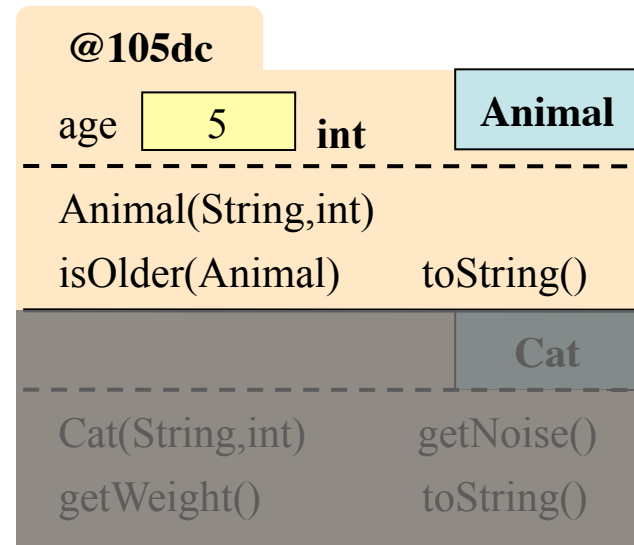 @105dc
age 5 int Animal
Animal(String,int)
isOlder(Animal) toString()
Cat
Cat(String,int) getNoise()
getWeight() toString()